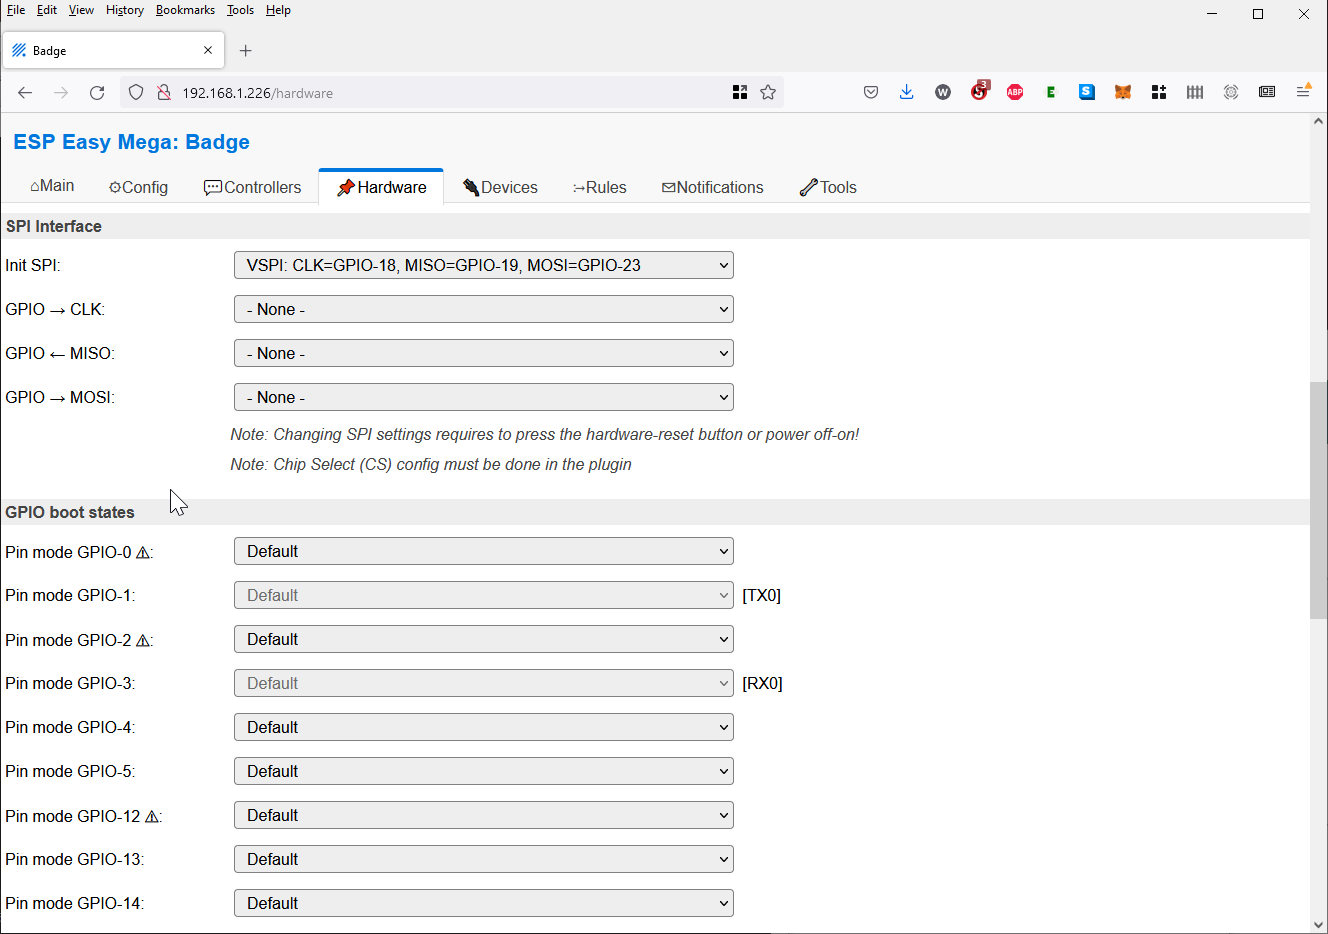 File Edit View History Bookmarks Tools Help
Badge
192.168.1.226/hardware
W
3
ABP
E
S
ESP Easy Mega: Badge
Main Config Controllers Hardware Devices Rules Notifications Tools
SPI Interface
Init SPI: VSPI: CLK=GPIO-18, MISO=GPIO-19, MOSI=GPIO-23
GPIO → CLK: - None -
GPIO ← MISO: - None -
GPIO → MOSI: - None -
Note: Changing SPI settings requires to press the hardware-reset button or power off-on!
Note: Chip Select (CS) config must be done in the plugin
GPIO boot states
Pin mode GPIO-0 ⚠: Default
Pin mode GPIO-1: Default [TX0]
Pin mode GPIO-2 ⚠: Default
Pin mode GPIO-3: Default [RX0]
Pin mode GPIO-4: Default
Pin mode GPIO-5: Default
Pin mode GPIO-12 ⚠: Default
Pin mode GPIO-13: Default
Pin mode GPIO-14: Default